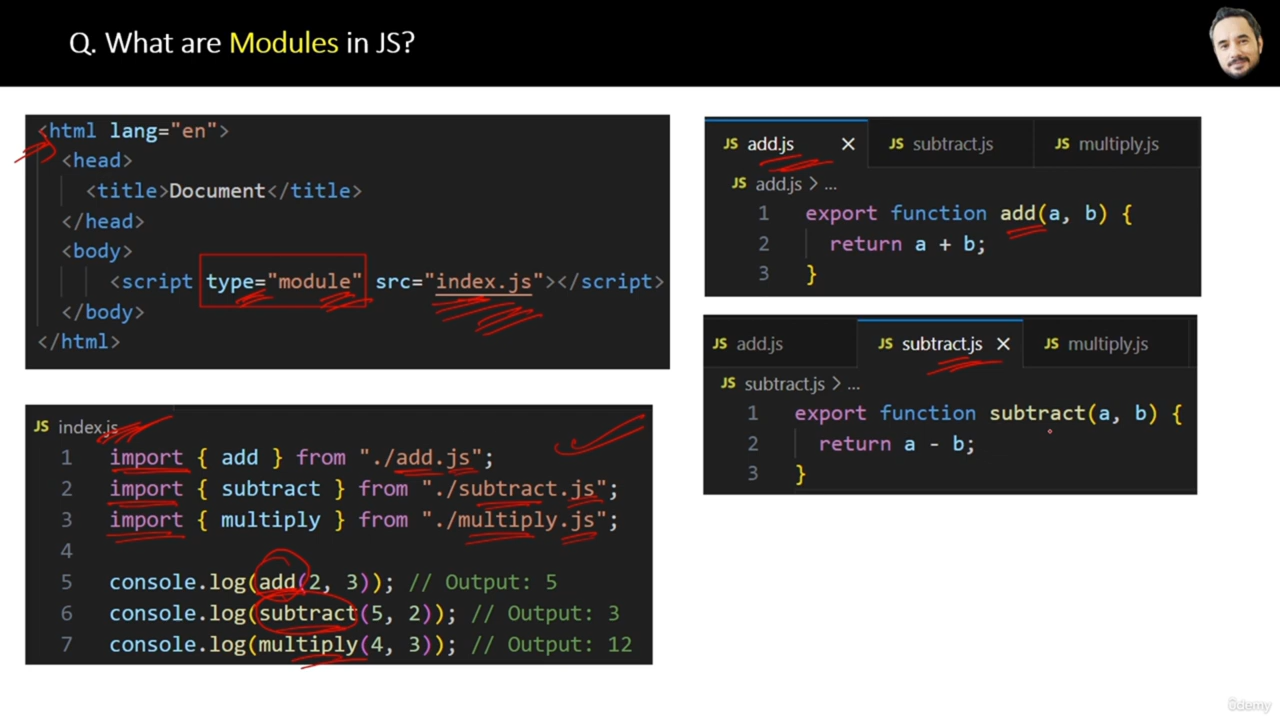 Q. What are Modules in JS?
<html lang="en">
<head>
<title>Document</title>
</head>
<body>
<script type="module" src="index.js"></script>
</body>
</html>
JS index.js
1 import { add } from "./add.js";
2 import { subtract } from "./subtract.js";
3 import { multiply } from "./multiply.js";
4
5 console.log(add(2, 3)); // Output: 5
6 console.log(subtract(5, 2)); // Output: 3
7 console.log(multiply(4, 3)); // Output: 12
JS add.js × JS subtract.js JS multiply.js
JS add.js > ...
1 export function add(a, b) {
2 return a + b;
3 }
JS add.js JS subtract.js × JS multiply.js
JS subtract.js > ...
1 export function subtract(a, b) {
2 return a - b;
3 }
Udemy